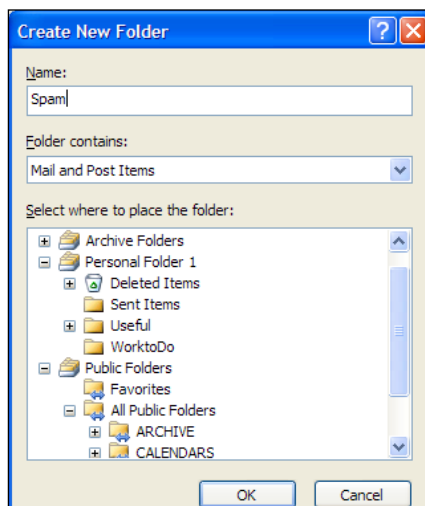 Create New Folder
Name:
Spam
Folder contains:
Mail and Post Items
Select where to place the folder:
Archive Folders
Personal Folder 1
Deleted Items
Sent Items
Useful
WorktoDo
Public Folders
Favorites
All Public Folders
ARCHIVE
CALENDARS
OK Cancel